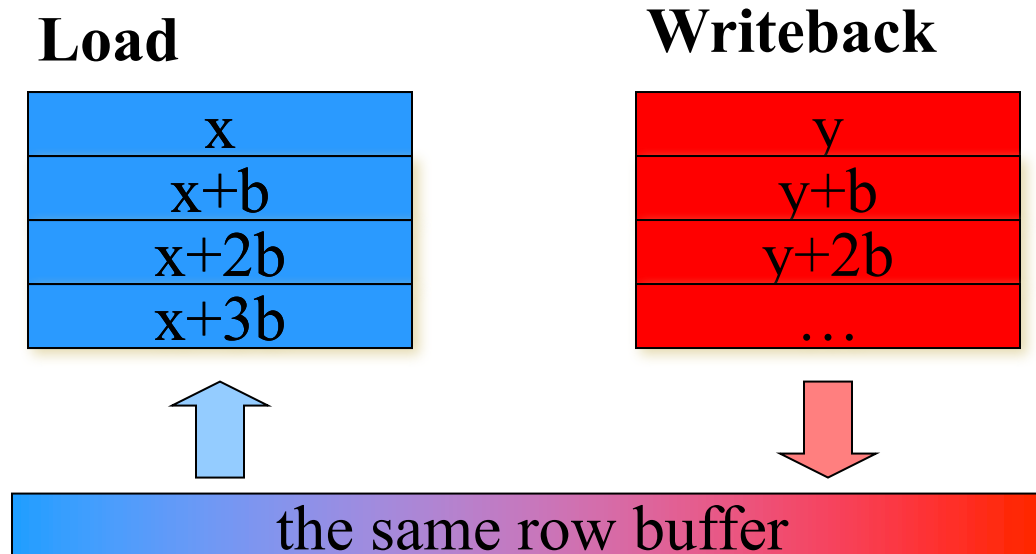 Load
x
x+b
x+2b
x+3b
Writeback
y
y+b
y+2b
…
the same row buffer